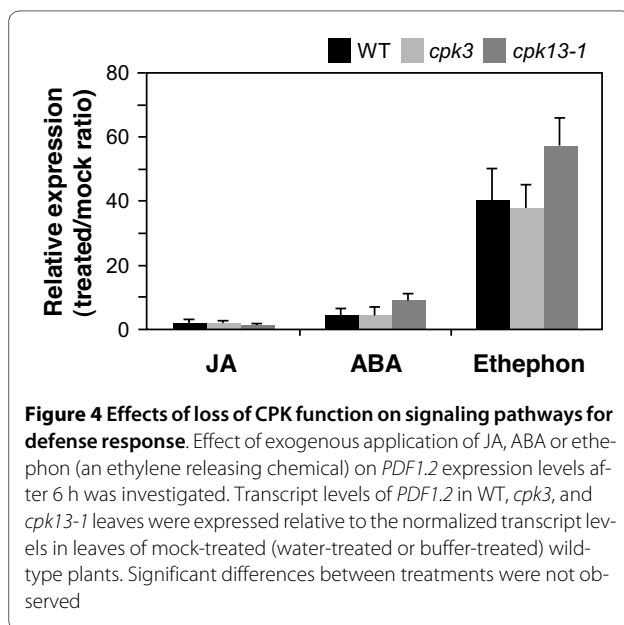 WT cpk3 cpk13-1
80
60
40
20
0
Relative expression
(treated/mock ratio)
JA ABA Ethephon
Figure 4 Effects of loss of CPK function on signaling pathways for
defense response. Effect of exogenous application of JA, ABA or ethe-
phon (an ethylene releasing chemical) on PDF1.2 expression levels af-
ter 6 h was investigated. Transcript levels of PDF1.2 in WT, cpk3, and
cpk13-1 leaves were expressed relative to the normalized transcript lev-
els in leaves of mock-treated (water-treated or buffer-treated) wild-
type plants. Significant differences between treatments were not ob-
served